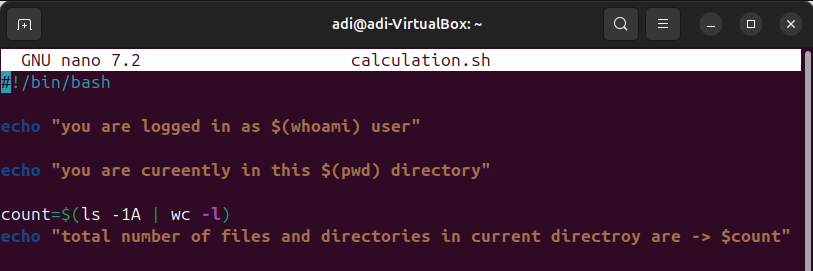 adi@adi-VirtualBox: ~
GNU nano 7.2 calculation.sh
#!/bin/bash
echo "you are logged in as $(whoami) user"
echo "you are cureently in this $(pwd) directory"
count=$(ls -1A | wc -l)
echo "total number of files and directories in current directroy are -> $count"